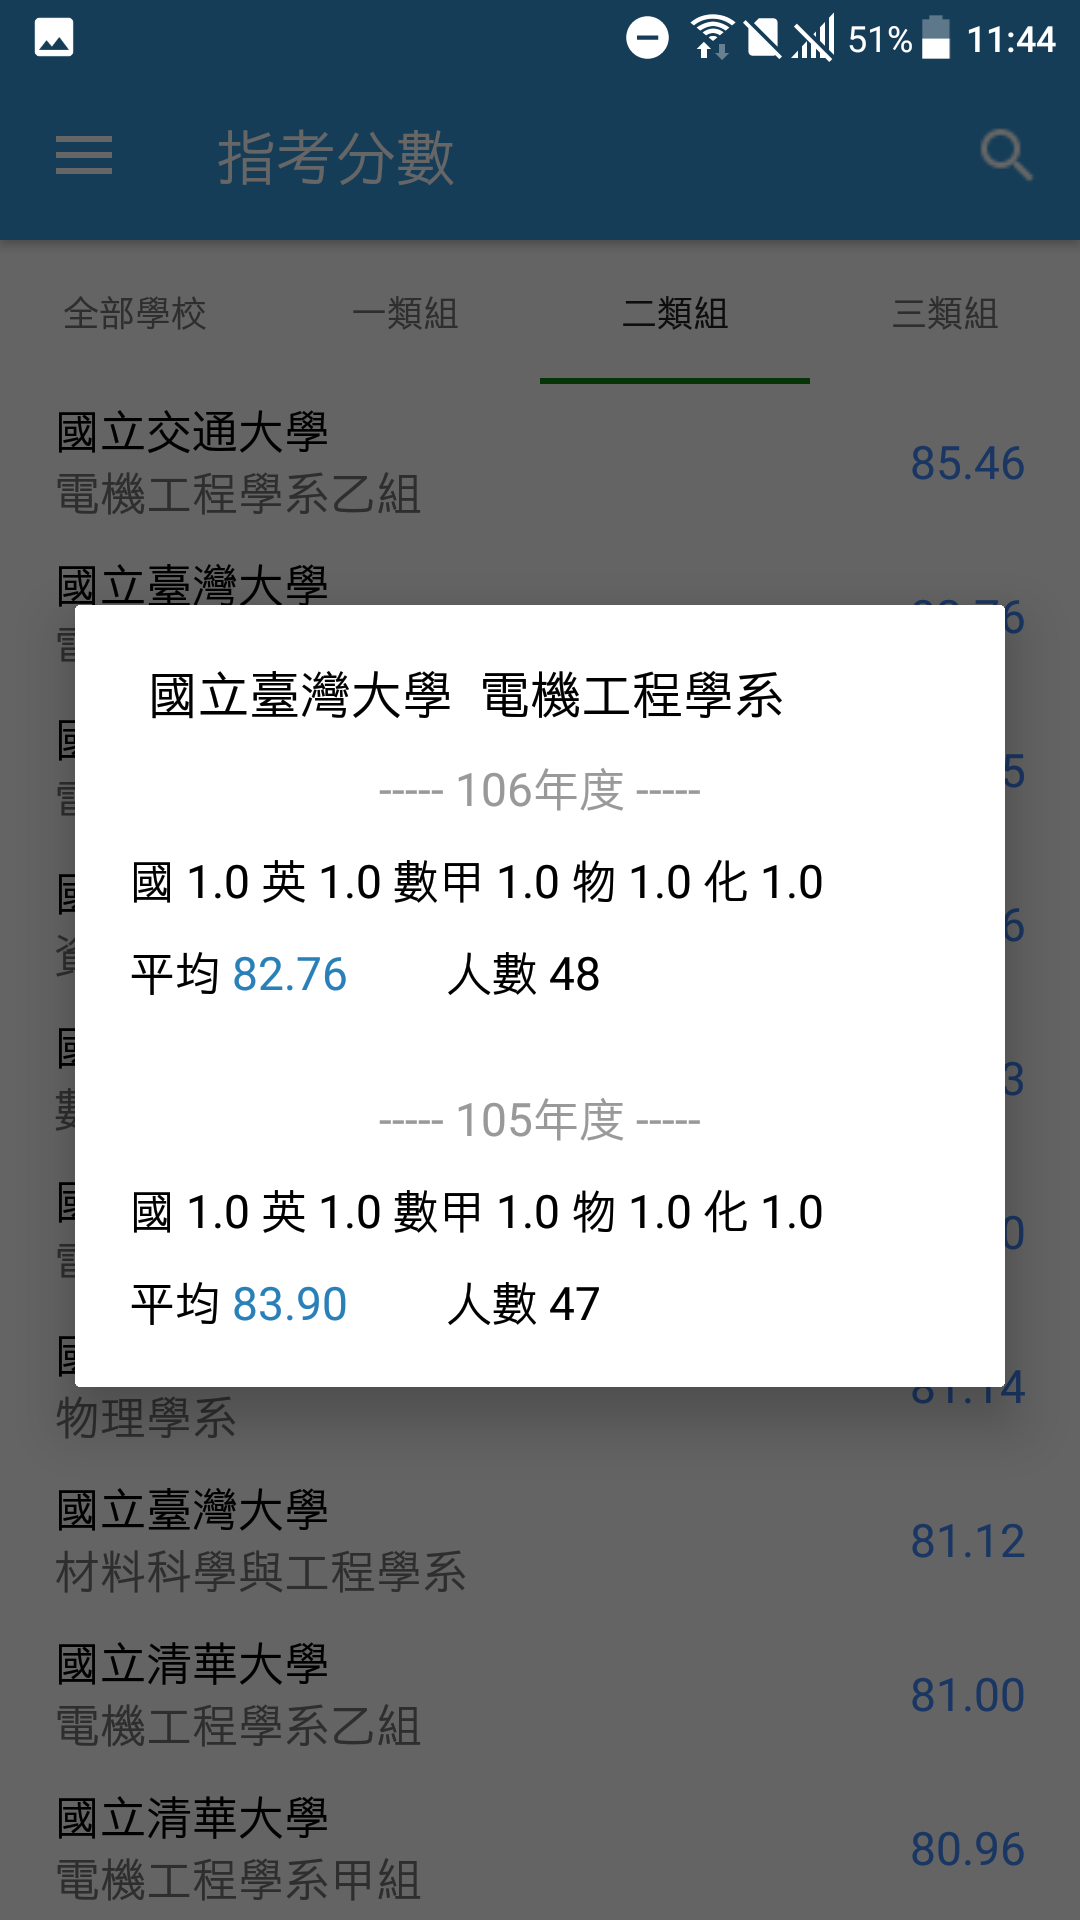 51% 11:44
指考分數
全部學校 一類組 二類組 三類組
國立交通大學
電機工程學系乙組
85.46
國立臺灣大學
國立臺灣大學 電機工程學系
----- 106年度 -----
國 1.0 英 1.0 數甲 1.0 物 1.0 化 1.0
平均 82.76 人數 48
----- 105年度 -----
國 1.0 英 1.0 數甲 1.0 物 1.0 化 1.0
平均 83.90 人數 47
81.14
物理學系
國立臺灣大學
材料科學與工程學系
81.12
國立清華大學
電機工程學系乙組
81.00
國立清華大學
電機工程學系甲組
80.96